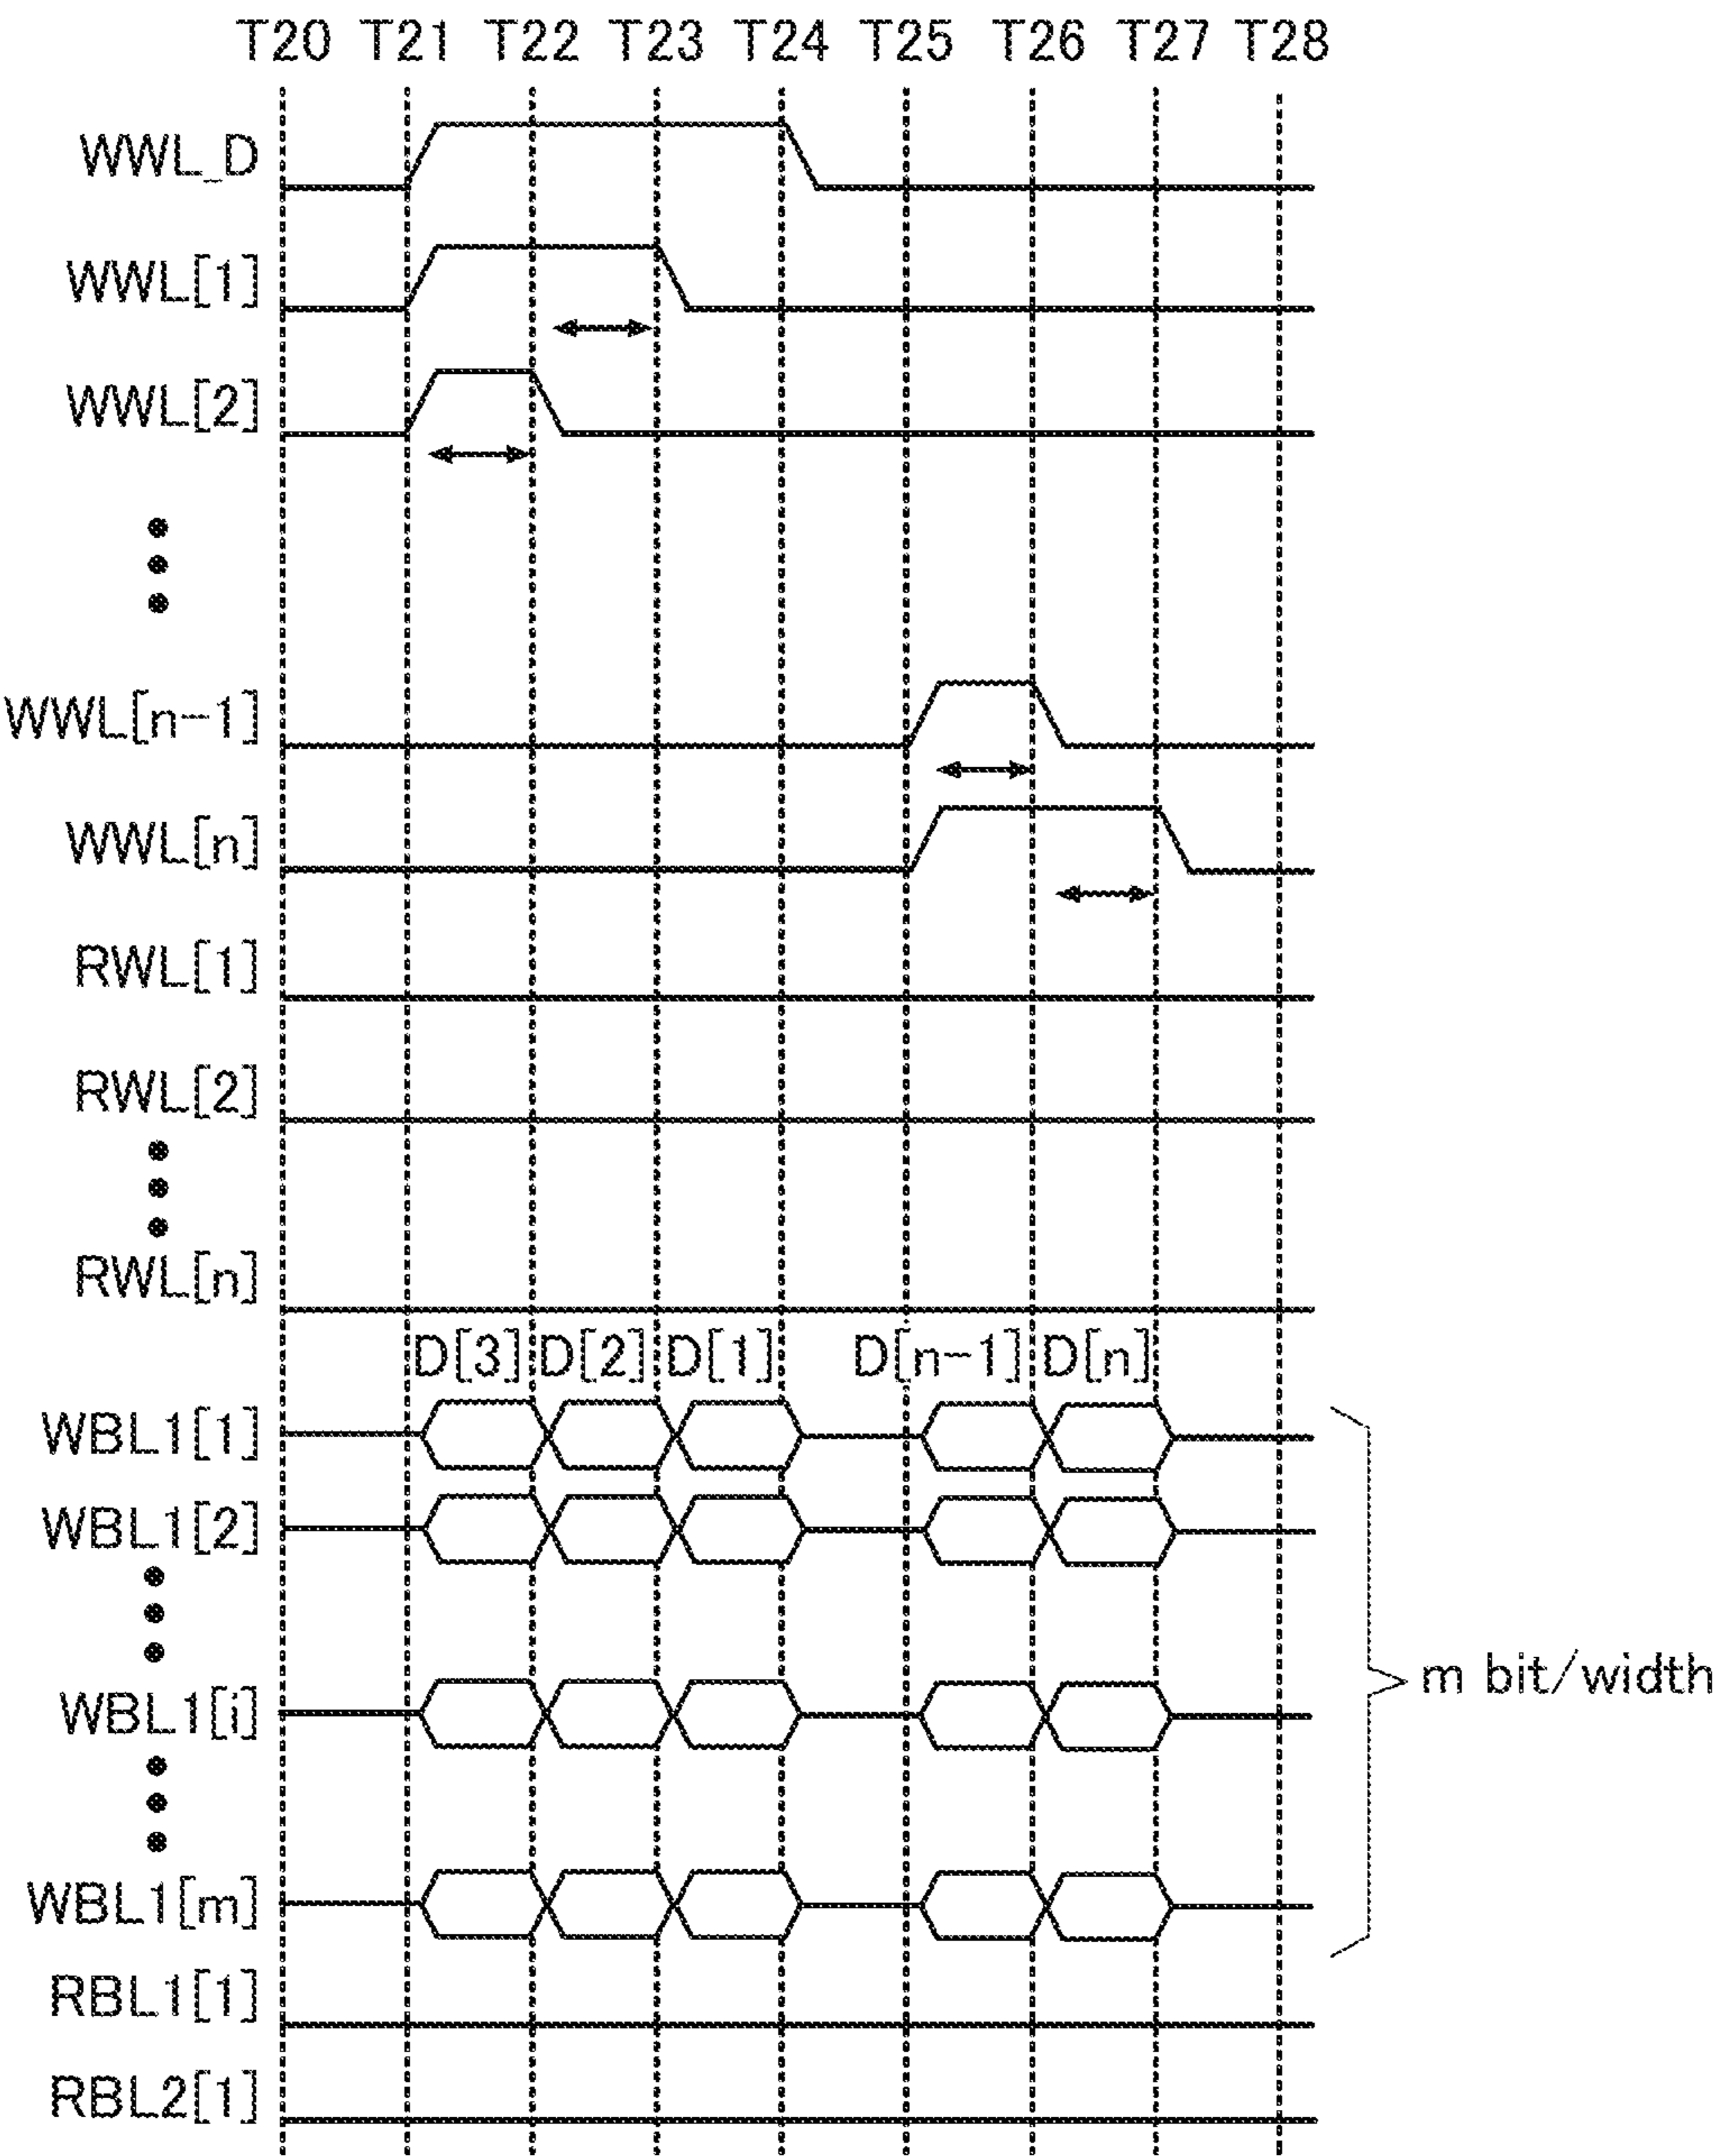 T20 T21 T22 T23 T24 T25 T26 T27 T28
WWL_D
WWL[1]
WWL[2]
WWL[n-1]
WWL[n]
RWL[1]
RWL[2]
RWL[n]
D[3] D[2] D[1] D[n-1] D[n]
WBL1[1]
WBL1[2]
m bit/width
WBL1[i]
WBL1[m]
RBL1[1]
RBL2[1]